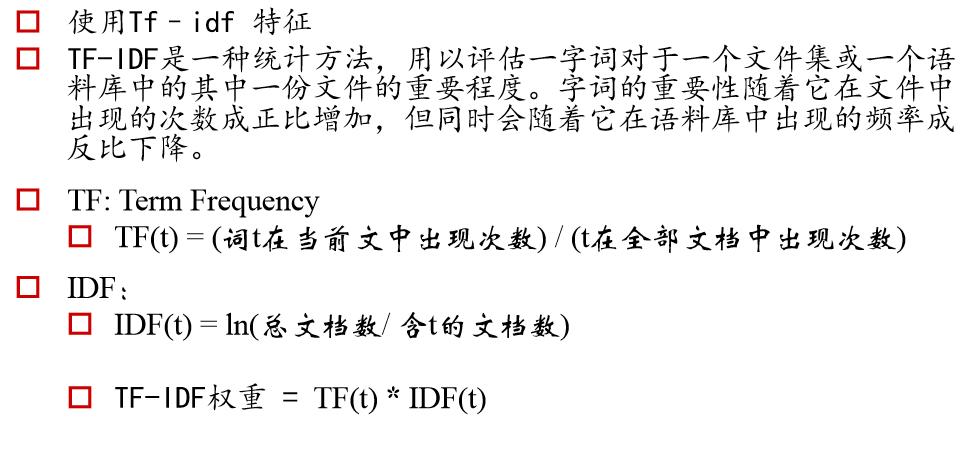 使用Tf–idf 特征
TF-IDF是一种统计方法，用以评估一字词对于一个文件集或一个语
料库中的其中一份文件的重要程度。字词的重要性随着它在文件中
出现的次数成正比增加，但同时会随着它在语料库中出现的频率成
反比下降。
TF: Term Frequency
TF(t) = (词t在当前文中出现次数) / (t在全部文档中出现次数)
IDF：
IDF(t) = ln(总文档数/ 含t的文档数)
TF-IDF权重 = TF(t) * IDF(t)